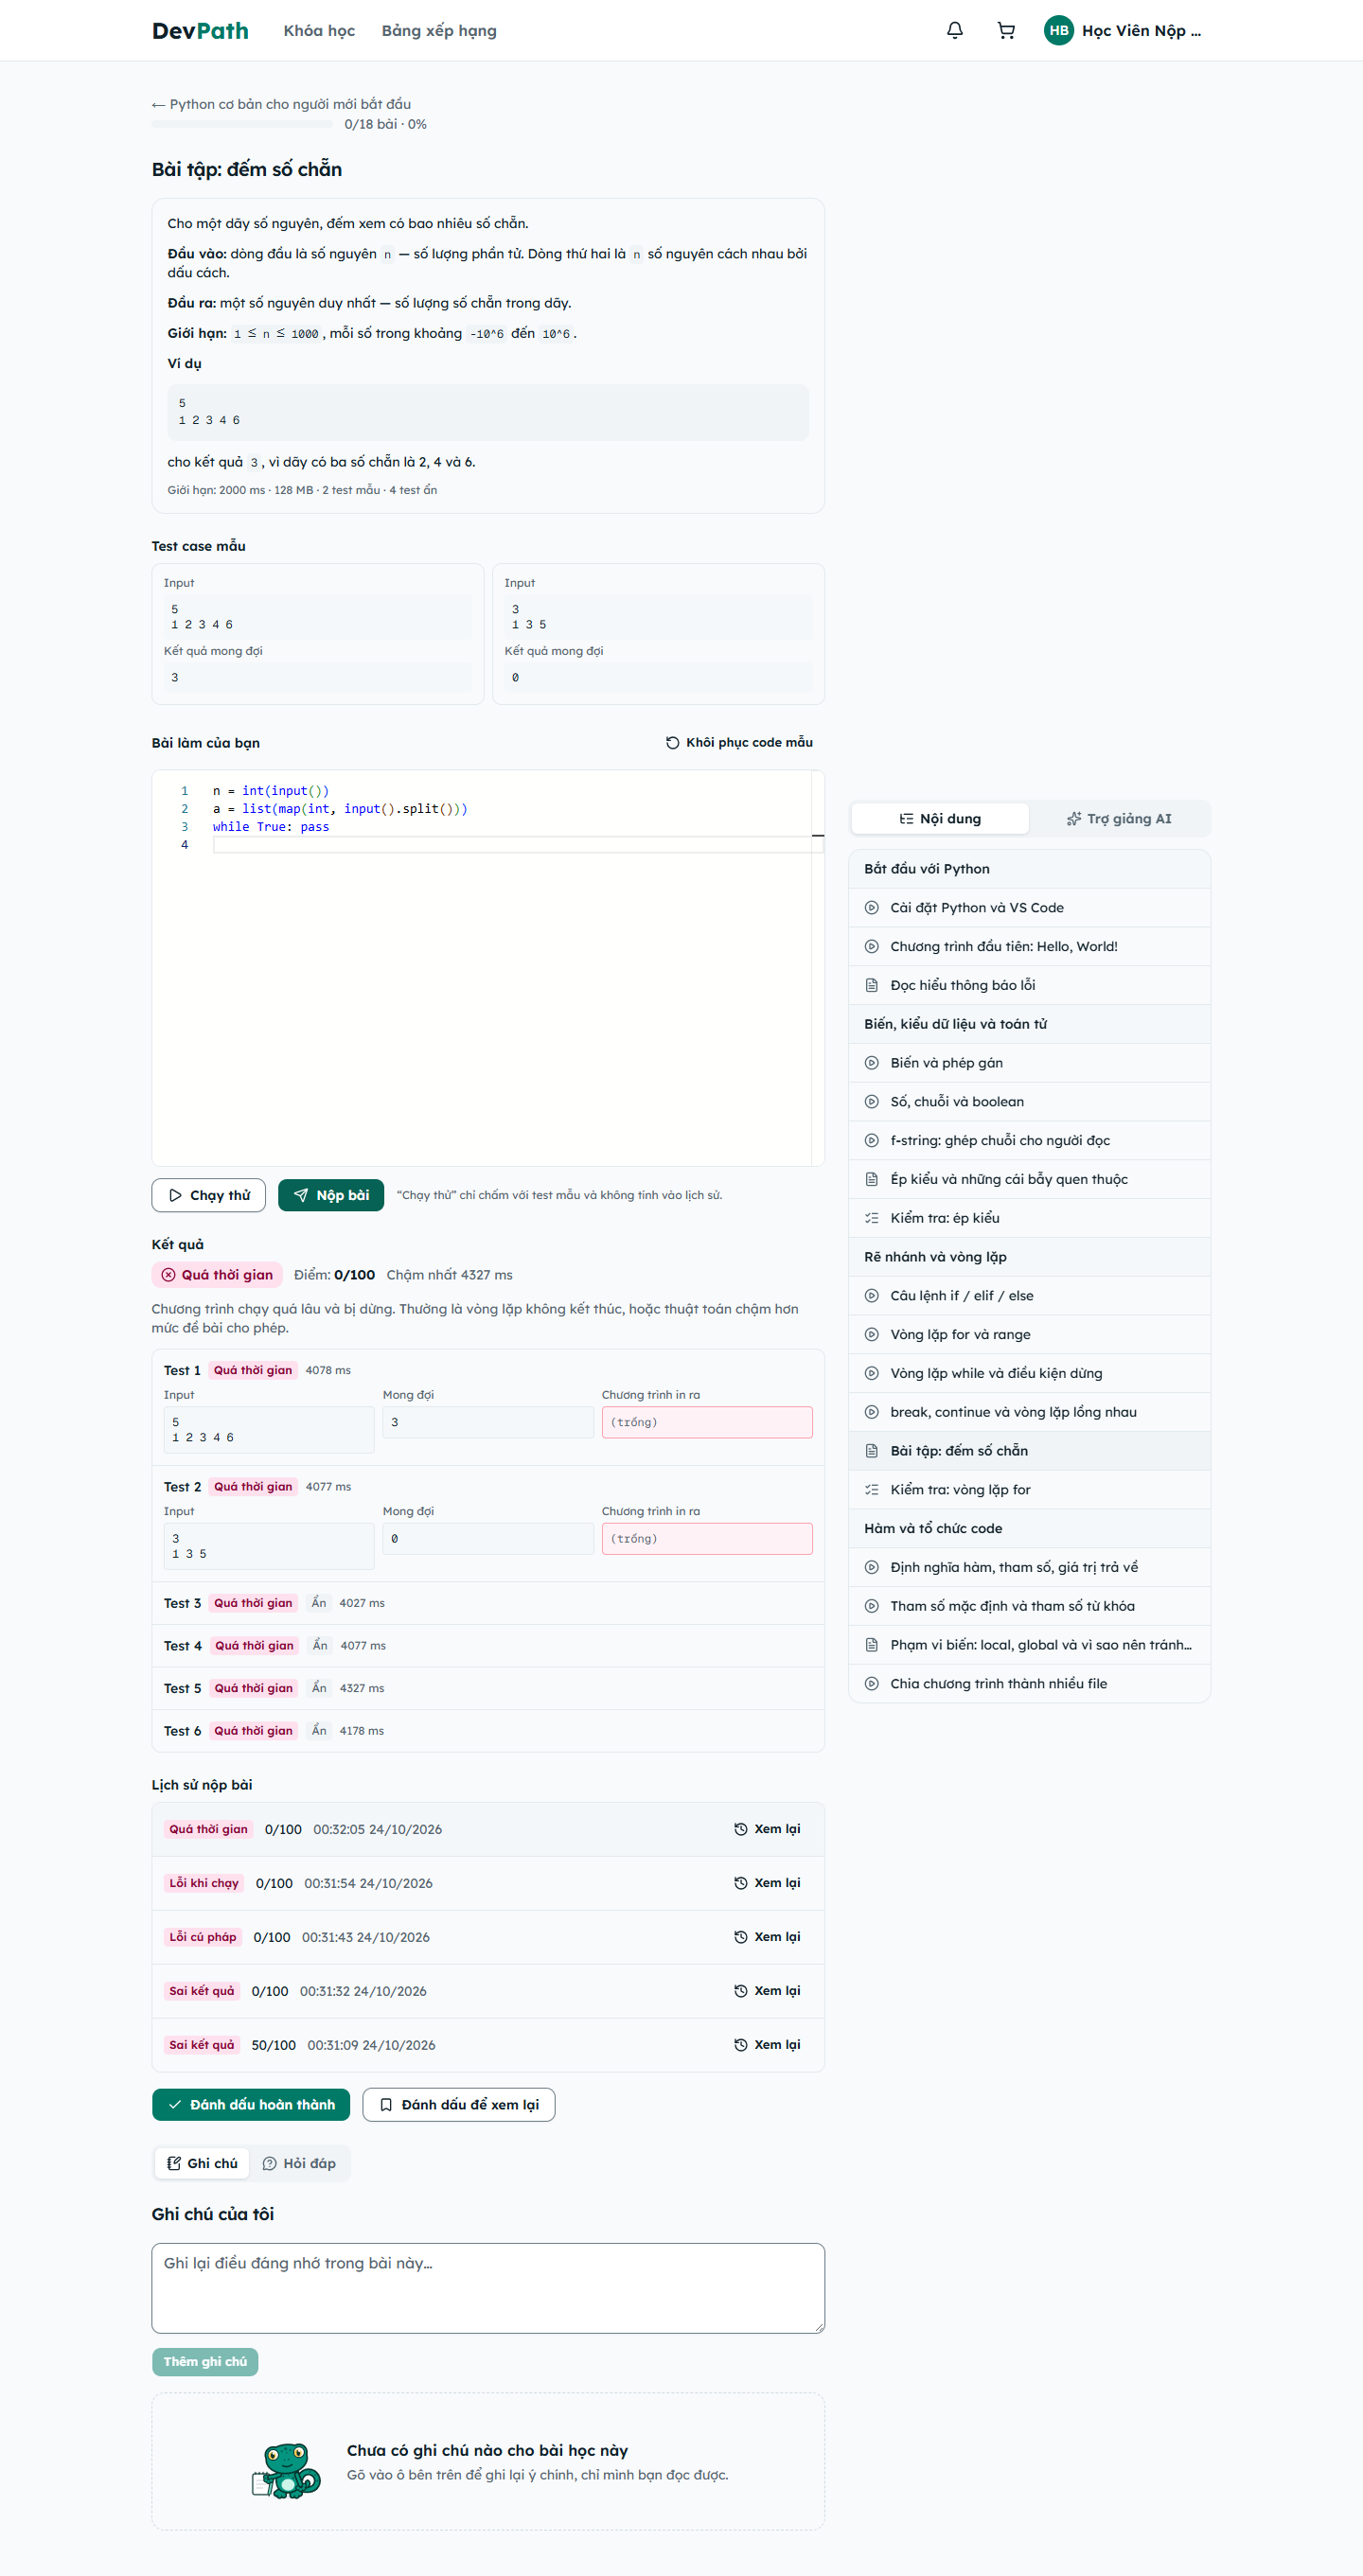 DevPath
Khóa học
Bảng xếp hạng
HB
Học Viên Nộp ...
← Python cơ bản cho người mới bắt đầu
0/18 bài · 0%
Bài tập: đếm số chẵn
Cho một dãy số nguyên, đếm xem có bao nhiêu số chẵn.
Đầu vào: dòng đầu là số nguyên n — số lượng phần tử. Dòng thứ hai là n số nguyên cách nhau bởi
dấu cách.
Đầu ra: một số nguyên duy nhất — số lượng số chẵn trong dãy.
Giới hạn: 1 ≤ n ≤ 1000, mỗi số trong khoảng -10^6 đến 10^6.
Ví dụ
5
1 2 3 4 6
cho kết quả 3, vì dãy có ba số chẵn là 2, 4 và 6.
Giới hạn: 2000 ms · 128 MB · 2 test mẫu · 4 test ẩn
Test case mẫu
Input
5
1 2 3 4 6
Kết quả mong đợi
3
Input
3
1 3 5
Kết quả mong đợi
0
Bài làm của bạn
Khôi phục code mẫu
1 n = int(input())
2 a = list(map(int, input().split()))
3 while True: pass
4
Chạy thử
Nộp bài
“Chạy thử” chỉ chấm với test mẫu và không tính vào lịch sử.
Kết quả
Quá thời gian
Điểm: 0/100
Chậm nhất 4327 ms
Chương trình chạy quá lâu và bị dừng. Thường là vòng lặp không kết thúc, hoặc thuật toán chậm hơn
mức đề bài cho phép.
Test 1 Quá thời gian 4078 ms
Input
5
1 2 3 4 6
Mong đợi
3
Chương trình in ra
(trống)
Test 2 Quá thời gian 4077 ms
Input
3
1 3 5
Mong đợi
0
Chương trình in ra
(trống)
Test 3 Quá thời gian Ẩn 4027 ms
Test 4 Quá thời gian Ẩn 4077 ms
Test 5 Quá thời gian Ẩn 4327 ms
Test 6 Quá thời gian Ẩn 4178 ms
Lịch sử nộp bài
Quá thời gian 0/100 00:32:05 24/10/2026 Xem lại
Lỗi khi chạy 0/100 00:31:54 24/10/2026 Xem lại
Lỗi cú pháp 0/100 00:31:43 24/10/2026 Xem lại
Sai kết quả 0/100 00:31:32 24/10/2026 Xem lại
Sai kết quả 50/100 00:31:09 24/10/2026 Xem lại
Đánh dấu hoàn thành
Đánh dấu để xem lại
Ghi chú
Hỏi đáp
Ghi chú của tôi
Ghi lại điều đáng nhớ trong bài này...
Thêm ghi chú
Chưa có ghi chú nào cho bài học này
Gõ vào ô bên trên để ghi lại ý chính, chỉ mình bạn đọc được.
Nội dung
Trợ giảng AI
Bắt đầu với Python
Cài đặt Python và VS Code
Chương trình đầu tiên: Hello, World!
Đọc hiểu thông báo lỗi
Biến, kiểu dữ liệu và toán tử
Biến và phép gán
Số, chuỗi và boolean
f-string: ghép chuỗi cho người đọc
Ép kiểu và những cái bẫy quen thuộc
Kiểm tra: ép kiểu
Rẽ nhánh và vòng lặp
Câu lệnh if / elif / else
Vòng lặp for và range
Vòng lặp while và điều kiện dừng
break, continue và vòng lặp lồng nhau
Bài tập: đếm số chẵn
Kiểm tra: vòng lặp for
Hàm và tổ chức code
Định nghĩa hàm, tham số, giá trị trả về
Tham số mặc định và tham số từ khóa
Phạm vi biến: local, global và vì sao nên tránh...
Chia chương trình thành nhiều file